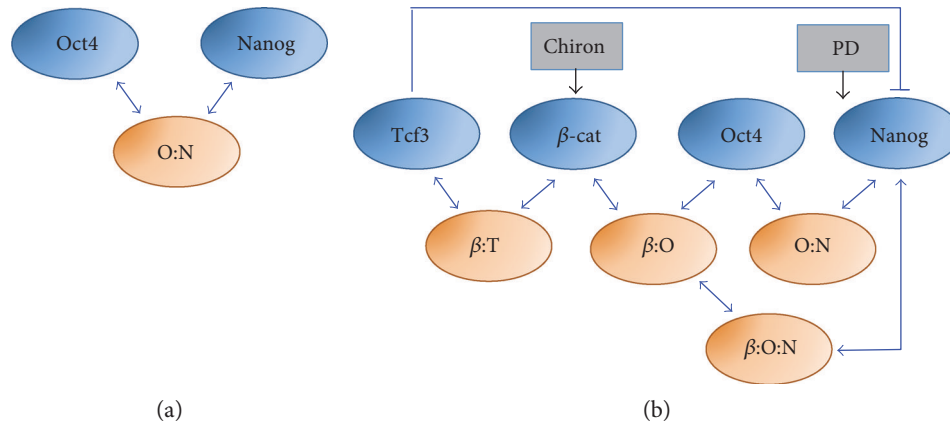 Oct4
Nanog
O:N
(a)
Chiron
PD
Tcf3
β-cat
Oct4
Nanog
β:T
β:O
O:N
β:O:N
(b)